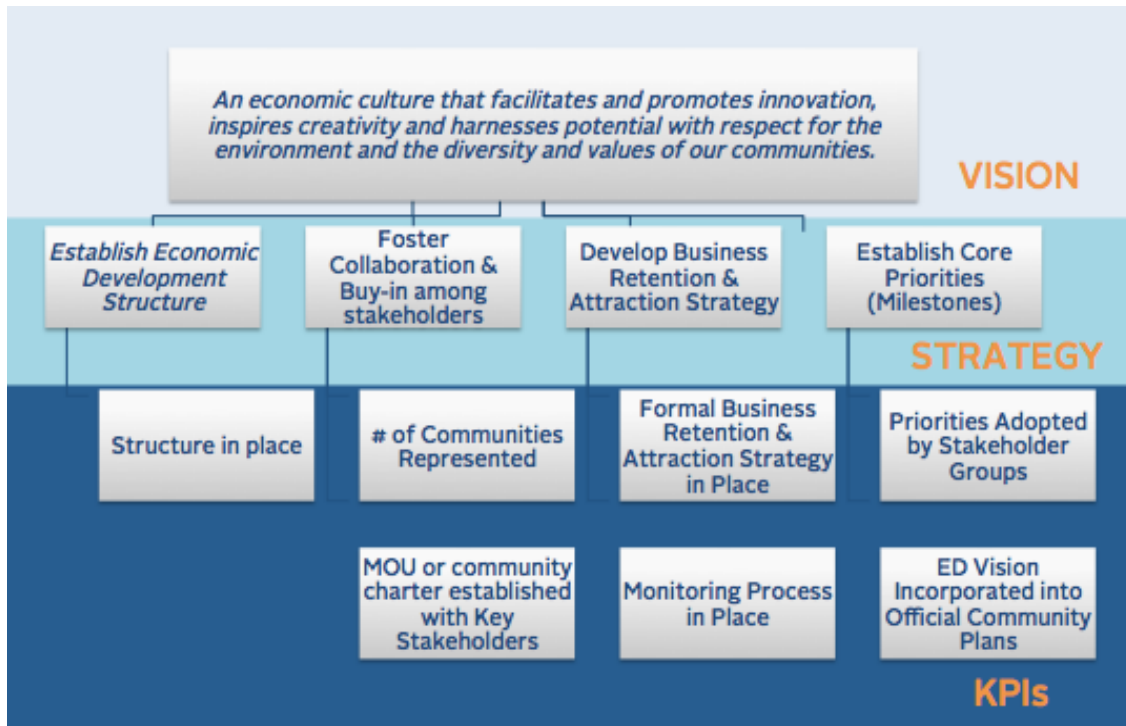 An economic culture that facilitates and promotes innovation,
inspires creativity and harnesses potential with respect for the
environment and the diversity and values of our communities.
VISION
Establish Economic
Development
Structure
Foster
Collaboration &
Buy-in among
stakeholders
Develop Business
Retention &
Attraction Strategy
Establish Core
Priorities
(Milestones)
STRATEGY
Structure in place
# of Communities
Represented
Formal Business
Retention &
Attraction Strategy
in Place
Priorities Adopted
by Stakeholder
Groups
MOU or community
charter established
with Key
Stakeholders
Monitoring Process
in Place
ED Vision
Incorporated into
Official Community
Plans
KPIs